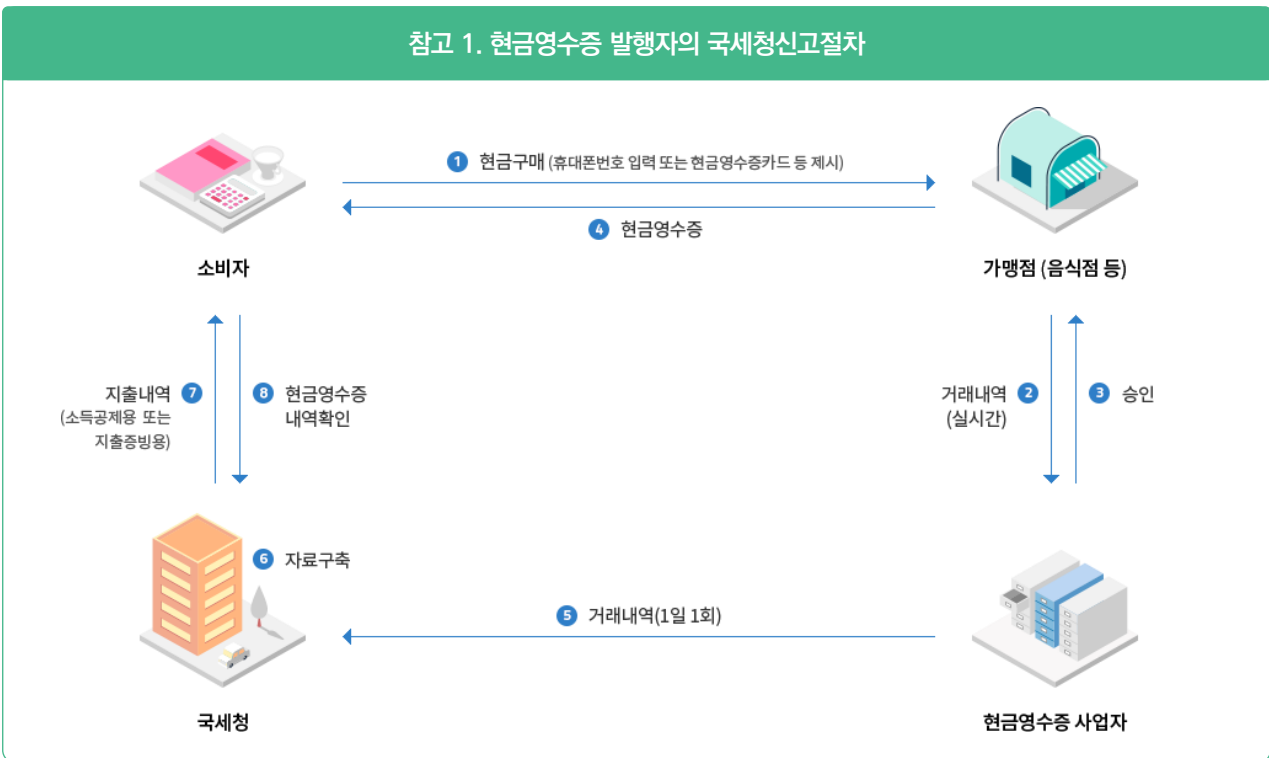 참고 1. 현금영수증 발행자의 국세청신고절차
1 현금구매 (휴대폰번호 입력 또는 현금영수증카드 등 제시)
4 현금영수증
소비자
가맹점 (음식점 등)
지출내역 7
(소득공제용 또는
지출증빙용)
8 현금영수증
내역확인
거래내역 2
(실시간)
3 승인
6 자료구축
5 거래내역(1일 1회)
국세청
현금영수증 사업자